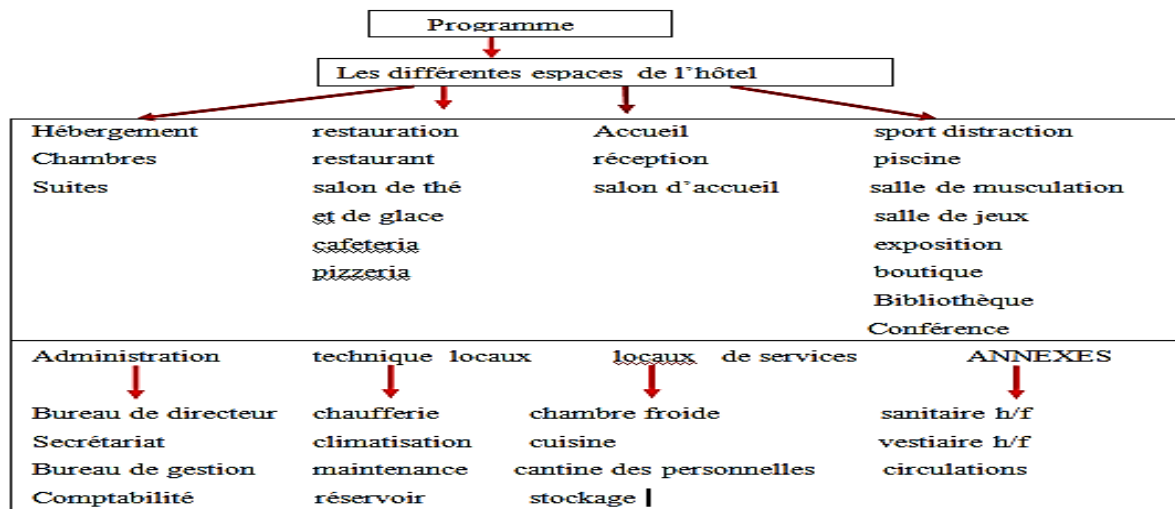 Programme
Les différentes espaces de l'hôtel
Hébergement restauration Accueil sport distraction
Chambres restaurant réception piscine
Suites salon de thé salon d'accueil salle de musculation
et de glace salle de jeux
cafeteria exposition
pizzeria boutique
Bibliothèque
Conférence
Administration technique locaux locaux de services ANNEXES
Bureau de directeur chaufferie chambre froide sanitaire h/f
Secrétariat climatisation cuisine vestiaire h/f
Bureau de gestion maintenance cantine des personnelles circulations
Comptabilité réservoir stockage